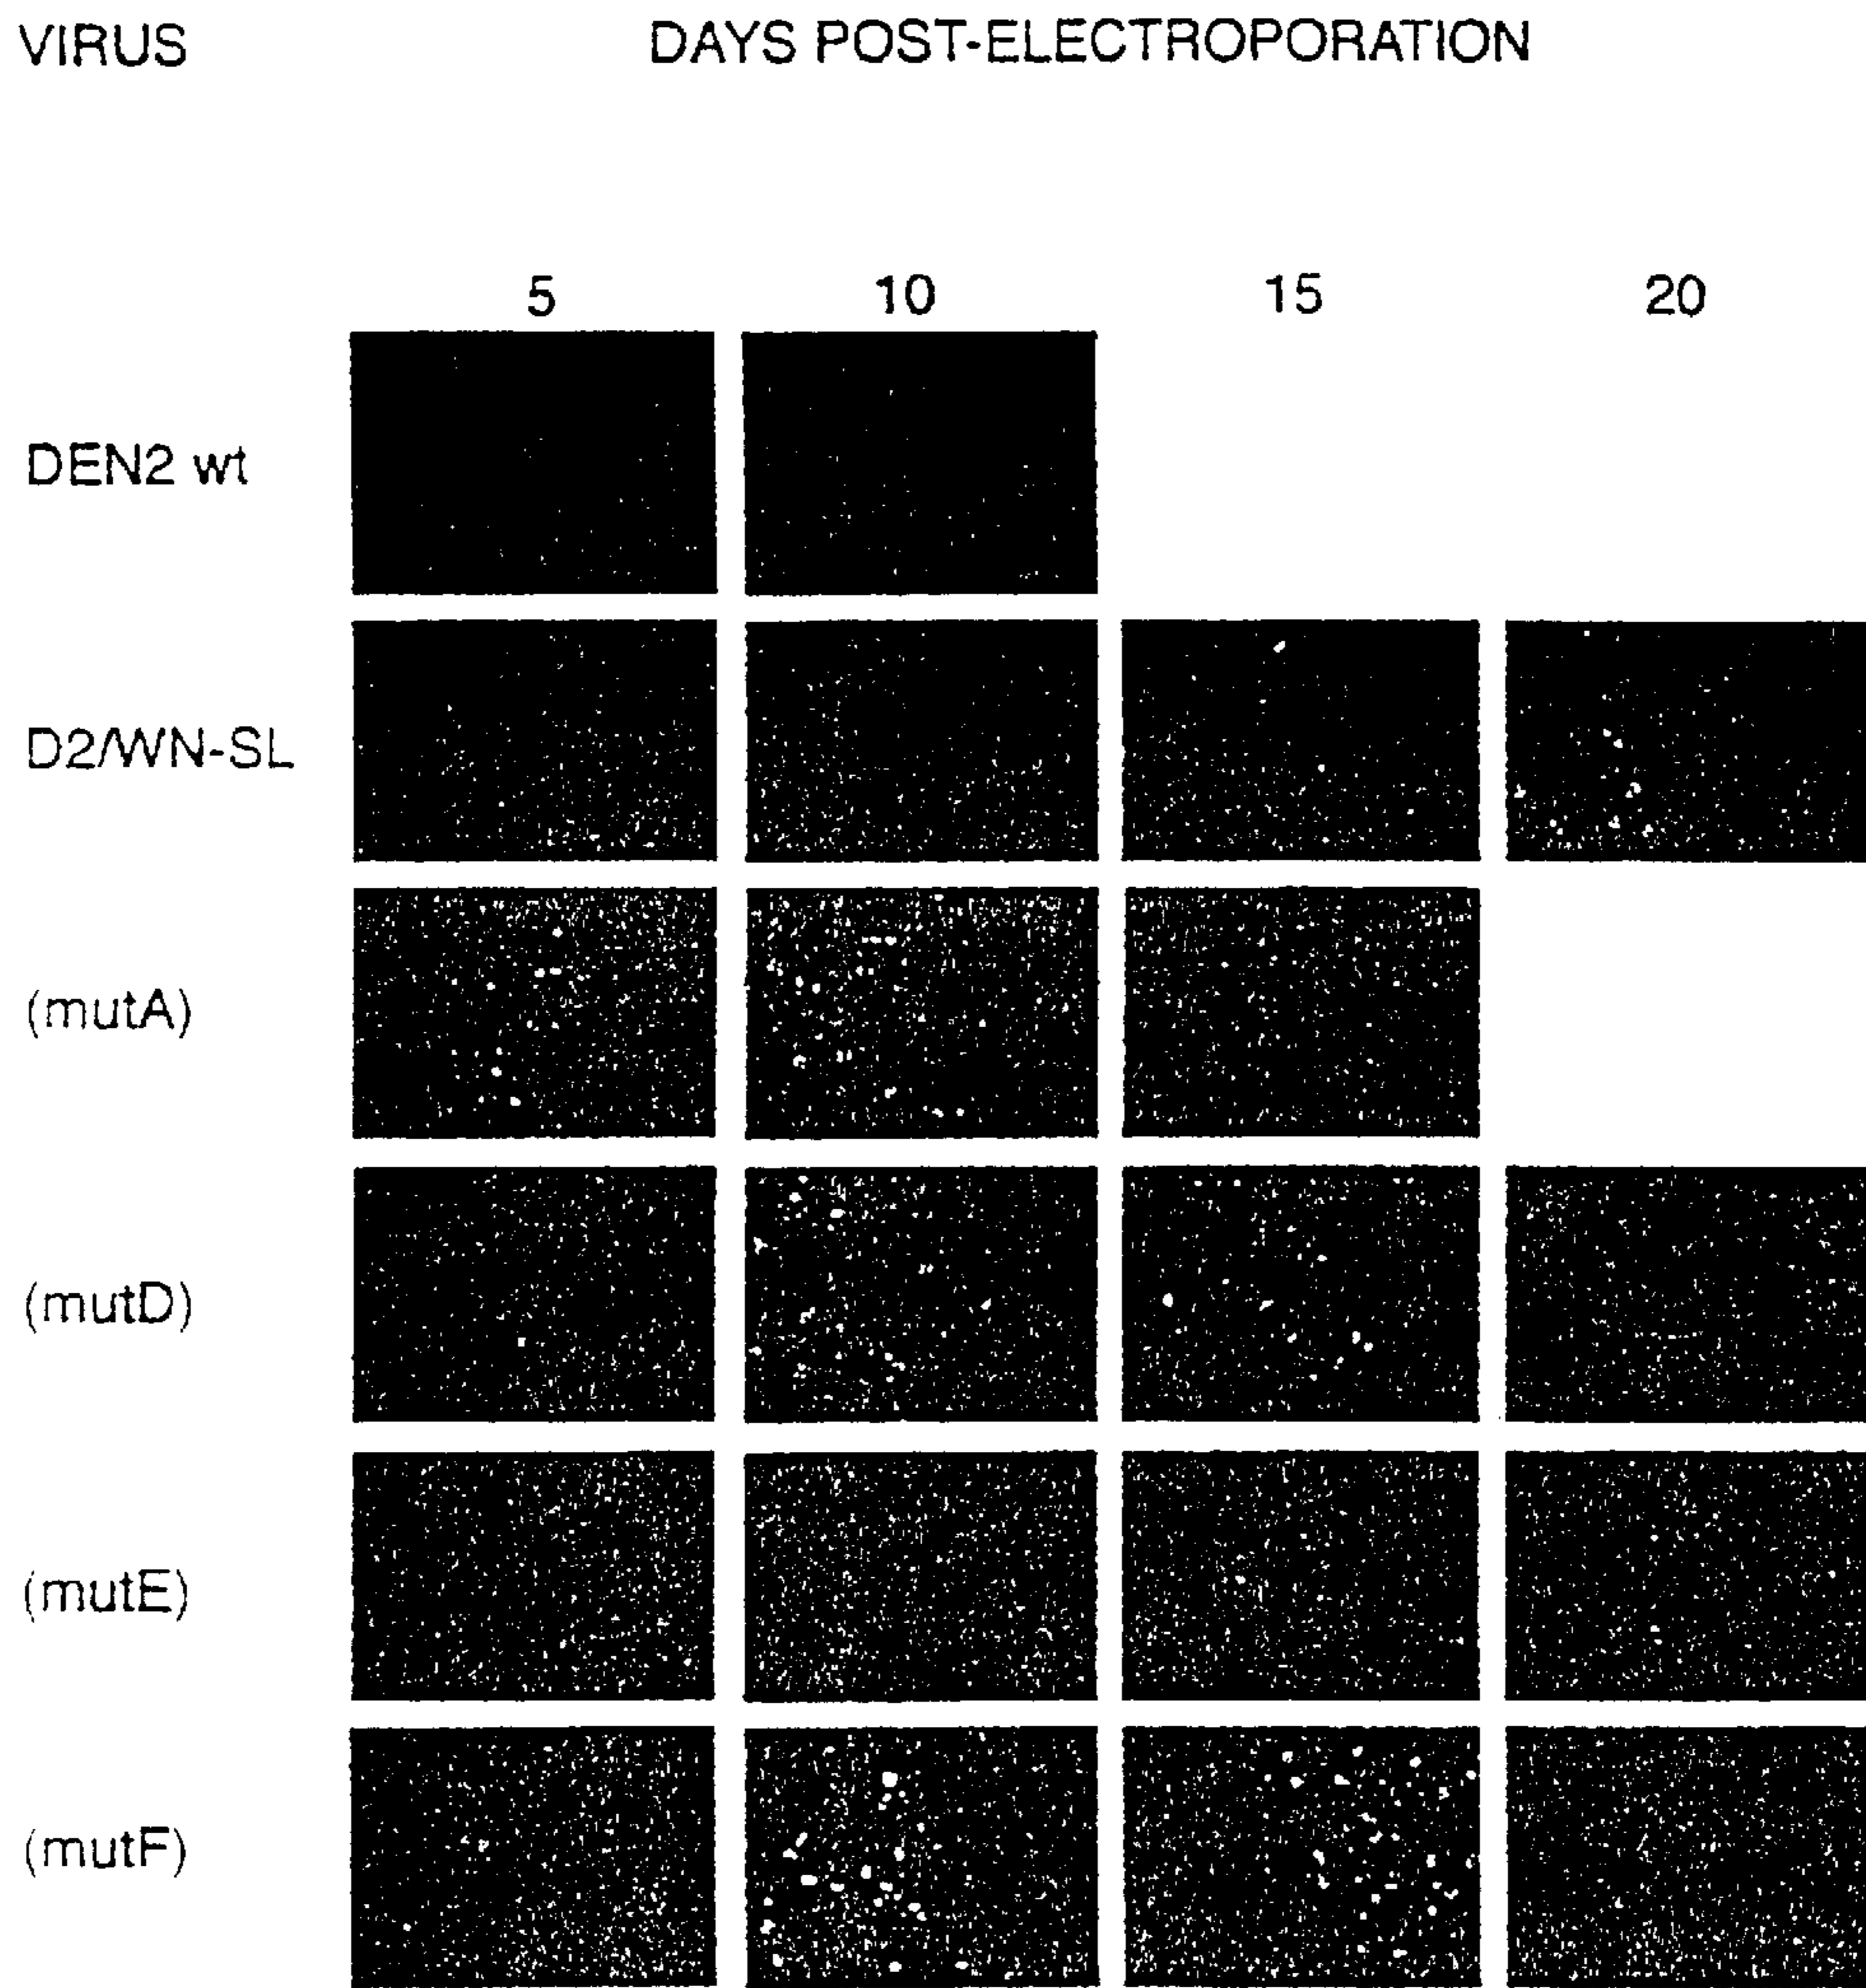 VIRUS DAYS POST-ELECTROPORATION
5 10 15 20
DEN2 wt
D2/WN-SL
(mutA)
(mutD)
(mutE)
(mutF)